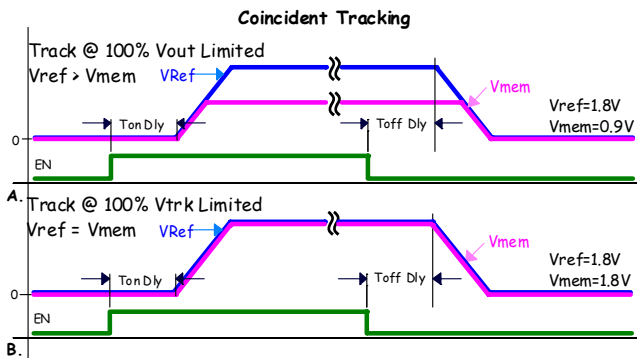 Coincident Tracking
Track @ 100% Vout Limited
Vref > Vmem
VRef
Vmem
Vref=1.8V
Vmem=0.9V
Ton Dly
Toff Dly
0
EN
A.
Track @ 100% Vtrk Limited
Vref = Vmem
VRef
Vmem
Vref=1.8V
Vmem=1.8V
Ton Dly
Toff Dly
0
EN
B.